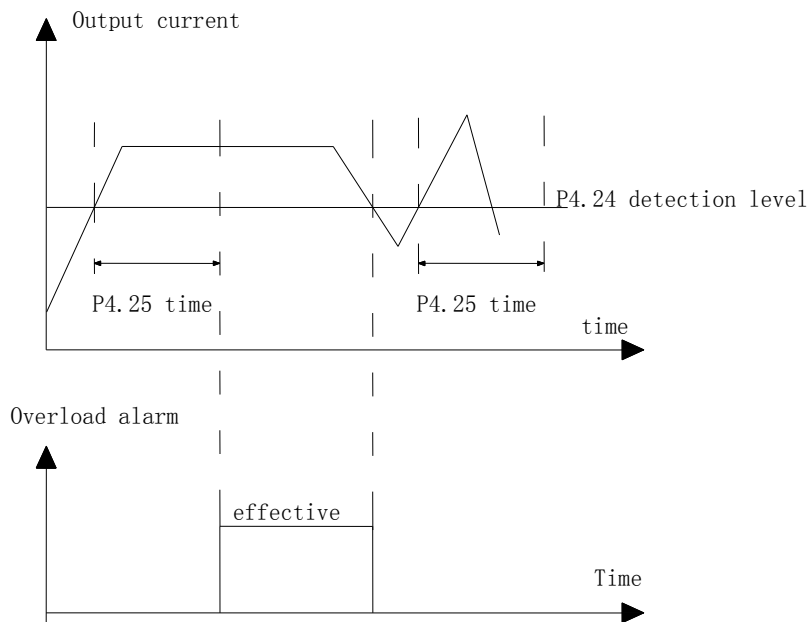 Output current
P4.24 detection level
P4.25 time
P4.25 time
time
Overload alarm
effective
Time